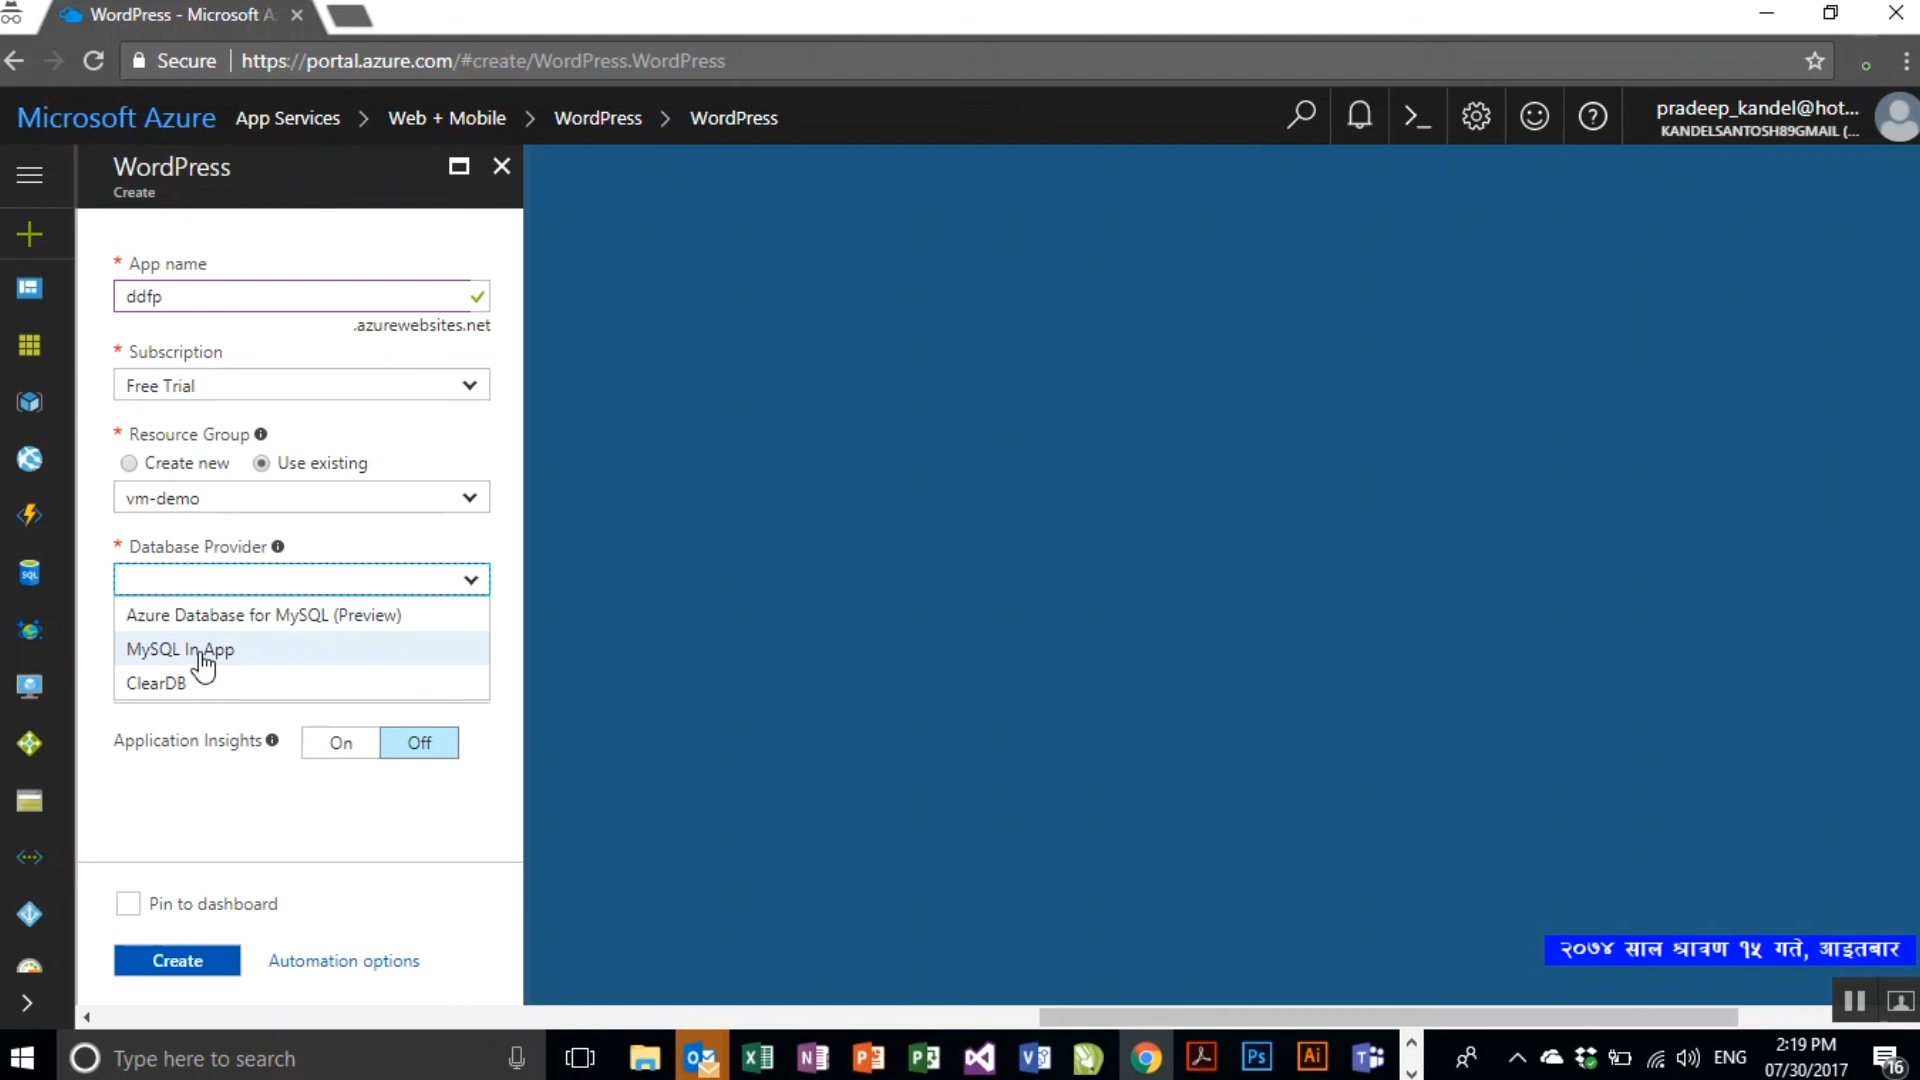 WordPress - Microsoft A
Secure https://portal.azure.com/#create/WordPress.WordPress
Microsoft Azure App Services > Web + Mobile > WordPress > WordPress
pradeep_kandel@hot...
KANDELSANTOSH89GMAIL (...
WordPress
Create
* App name
ddfp
.azurewebsites.net
* Subscription
Free Trial
* Resource Group
Create new Use existing
vm-demo
* Database Provider
Azure Database for MySQL (Preview)
MySQL In App
ClearDB
Application Insights On Off
Pin to dashboard
Create Automation options
२०७४ साल श्रावण १५ गते, आइतबार
Type here to search
ENG
2:19 PM
07/30/2017
16